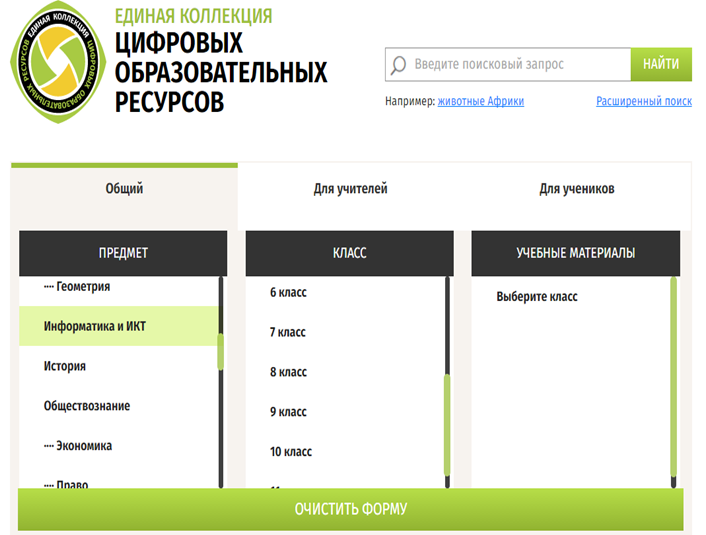 ЕДИНАЯ КОЛЛЕКЦИЯ ЦИФРОВЫХ ОБРАЗОВАТЕЛЬНЫХ РЕСУРСОВ
ЕДИНАЯ КОЛЛЕКЦИЯ
ЦИФРОВЫХ
ОБРАЗОВАТЕЛЬНЫХ
РЕСУРСОВ
Введите поисковый запрос
НАЙТИ
Например: животные Африки
Расширенный поиск
Общий
Для учителей
Для учеников
ПРЕДМЕТ
КЛАСС
УЧЕБНЫЕ МАТЕРИАЛЫ
···· Геометрия
Информатика и ИКТ
История
Обществознание
···· Экономика
···· Право
6 класс
7 класс
8 класс
9 класс
10 класс
Выберите класс
ОЧИСТИТЬ ФОРМУ